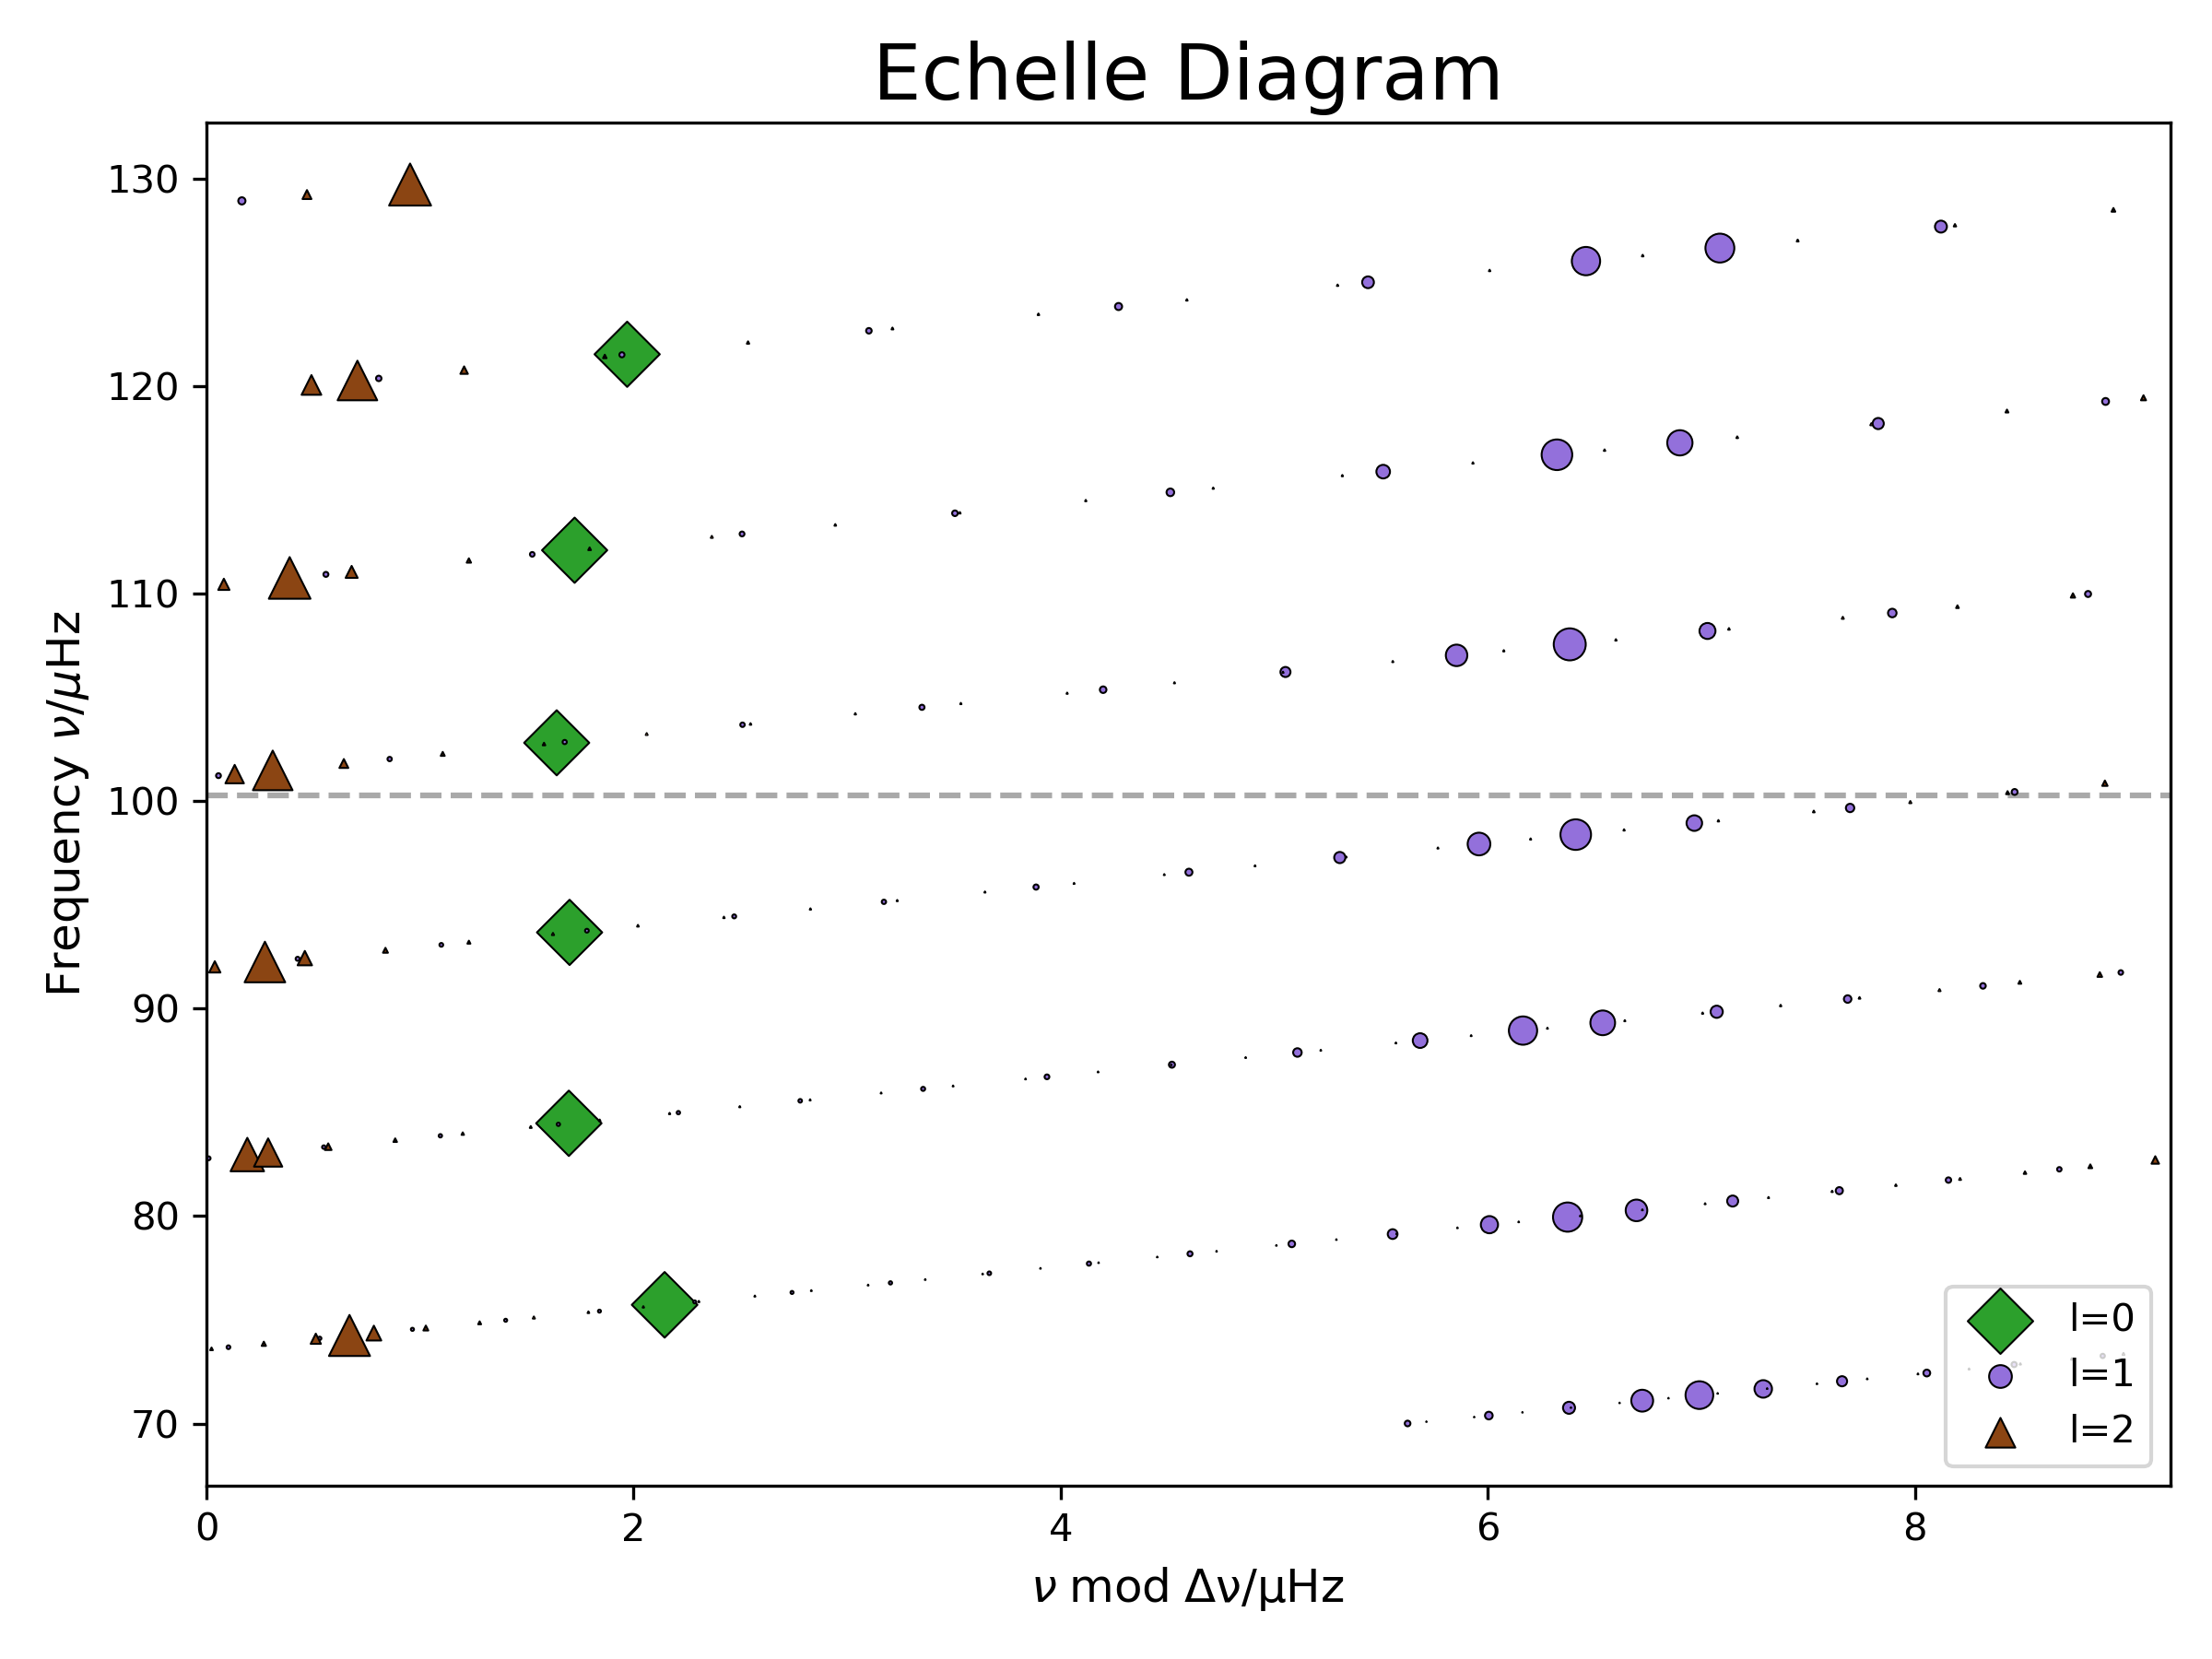 Echelle Diagram
Frequency ν/μHz
130
120
110
100
90
80
70
0 2 4 6 8
ν mod Δν/μHz
l=0
l=1
l=2